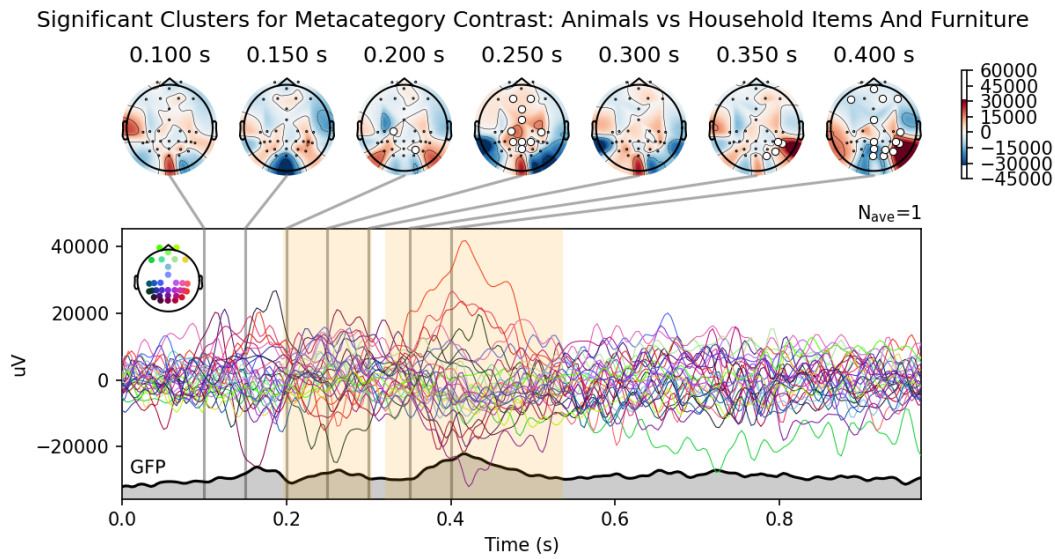 Significant Clusters for Metacategory Contrast: Animals vs Household Items And Furniture
0.100 s 0.150 s 0.200 s 0.250 s 0.300 s 0.350 s 0.400 s
60000
45000
30000
15000
0
−15000
−30000
−45000
Nave=1
40000
20000
0
−20000
uV
GFP
0.0 0.2 0.4 0.6 0.8
Time (s)